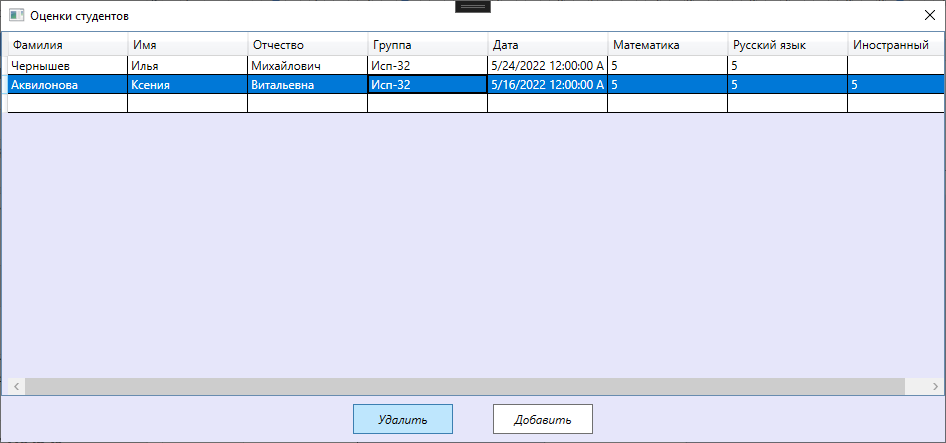 Оценки студентов
Фамилия Имя Отчество Группа Дата Математика Русский язык Иностранный
Чернышев Илья Михайлович Исп-32 5/24/2022 12:00:00 A 5 5
Аквилонова Ксения Витальевна Исп-32 5/16/2022 12:00:00 A 5 5 5
Удалить Добавить